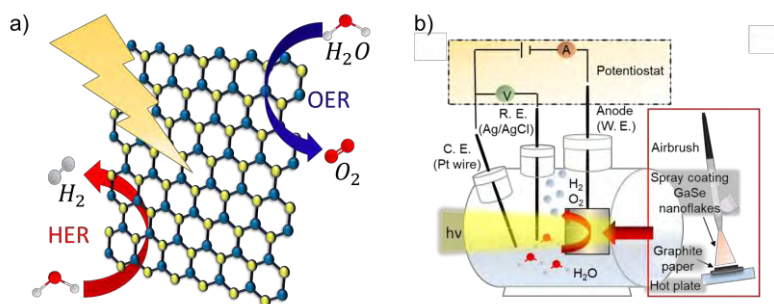 a)
H₂O
OER
O₂
H₂
HER
b)
A
Potentiostat
V
R. E.
(Ag/AgCl)
Anode
(W. E.)
C. E.
(Pt wire)
H₂
O₂
hν
H₂O
Airbrush
Spray coating
GaSe
nanoflakes
Graphite
paper
Hot plate